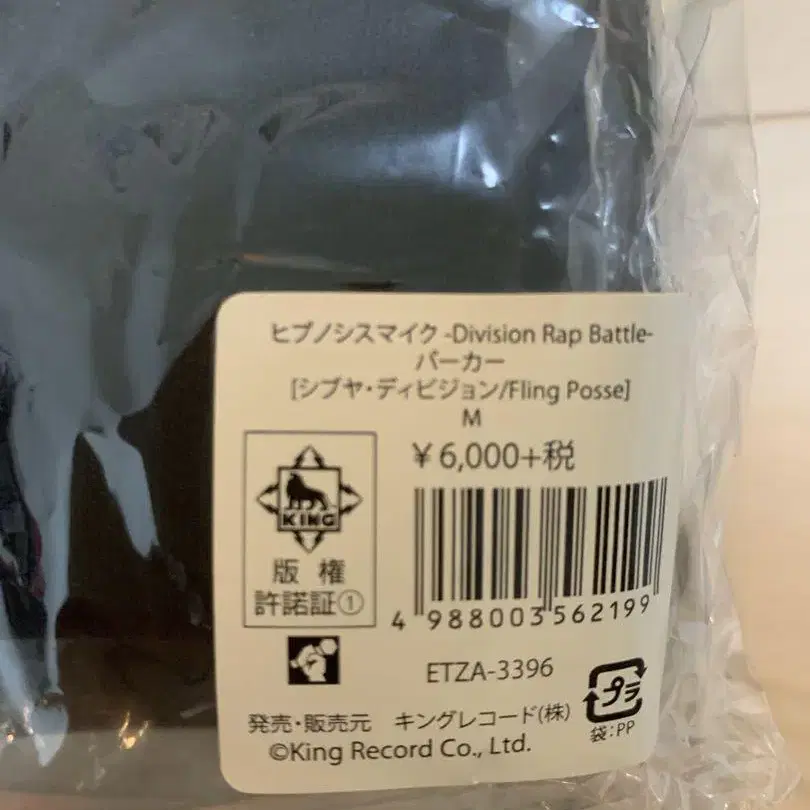 ヒプノシスマイク -Division Rap Battle-
パーカー
[シブヤ・ディビジョン/Fling Posse]
M
¥6,000+税
KING
版権
許諾証①
4 988003 562199
ETZA-3396
プラ
袋:PP
発売・販売元 キングレコード(株)
©King Record Co., Ltd.